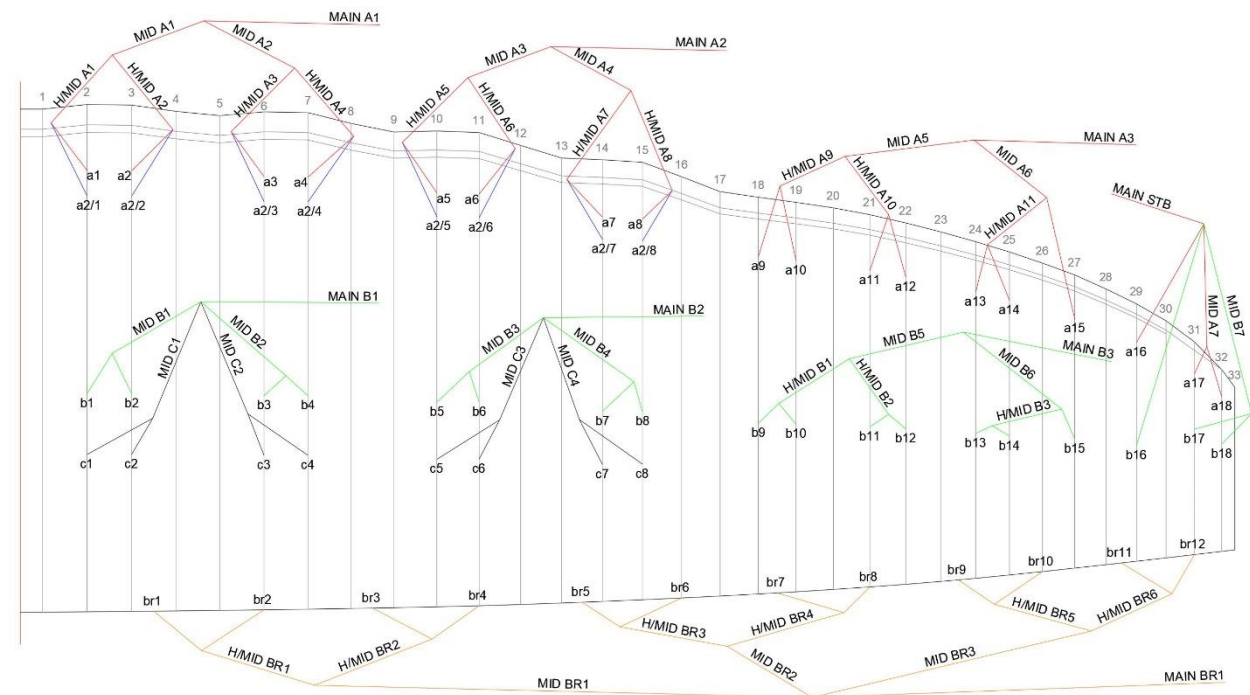 MAIN A1
MID A1
MID A2
MAIN A2
MID A3
MID A4
H/MID A1
H/MID A2
H/MID A3
H/MID A4
H/MID A5
H/MID A6
H/MID A7
H/MID A8
MAIN A3
MID A5
MID A6
H/MID A9
H/MID A10
H/MID A11
MAIN STB
MID A7
MID B7
1 2 3 4 5 6 7 8 9 10 11 12 13 14 15 16 17 18 19 20 21 22 23 24 25 26 27 28 29 30 31 32 33
a1 a2 a3 a4 a5 a6 a7 a8 a9 a10 a11 a12 a13 a14 a15 a16 a17 a18
a2/1 a2/2 a2/3 a2/4 a2/5 a2/6 a2/7 a2/8
MAIN B1
MID B1
MID B2
MID C1
MID C2
MAIN B2
MID B3
MID B4
MID C3
MID C4
MID B5
MAIN B3
MID B6
H/MID B1
H/MID B2
H/MID B3
b1 b2 b3 b4 b5 b6 b7 b8 b9 b10 b11 b12 b13 b14 b15 b16 b17 b18
c1 c2 c3 c4 c5 c6 c7 c8
br1 br2 br3 br4 br5 br6 br7 br8 br9 br10 br11 br12
H/MID BR1
H/MID BR2
H/MID BR3
H/MID BR4
H/MID BR5
H/MID BR6
MID BR1
MID BR2
MID BR3
MAIN BR1